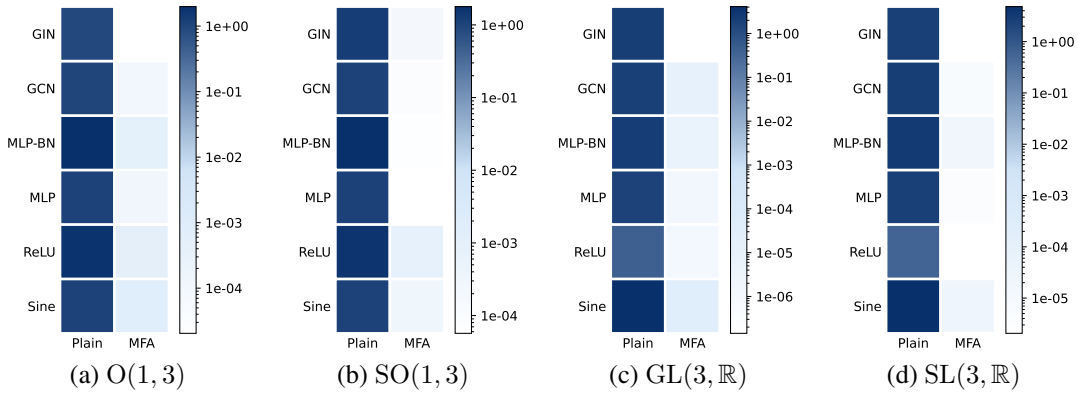 GIN
GCN
MLP-BN
MLP
ReLU
Sine
Plain MFA
1e+00
1e-01
1e-02
1e-03
1e-04
(a) O(1, 3)
GIN
GCN
MLP-BN
MLP
ReLU
Sine
Plain MFA
1e+00
1e-01
1e-02
1e-03
1e-04
(b) SO(1, 3)
GIN
GCN
MLP-BN
MLP
ReLU
Sine
Plain MFA
1e+00
1e-01
1e-02
1e-03
1e-04
1e-05
1e-06
(c) GL(3, ℝ)
GIN
GCN
MLP-BN
MLP
ReLU
Sine
Plain MFA
1e+00
1e-01
1e-02
1e-03
1e-04
1e-05
(d) SL(3, ℝ)